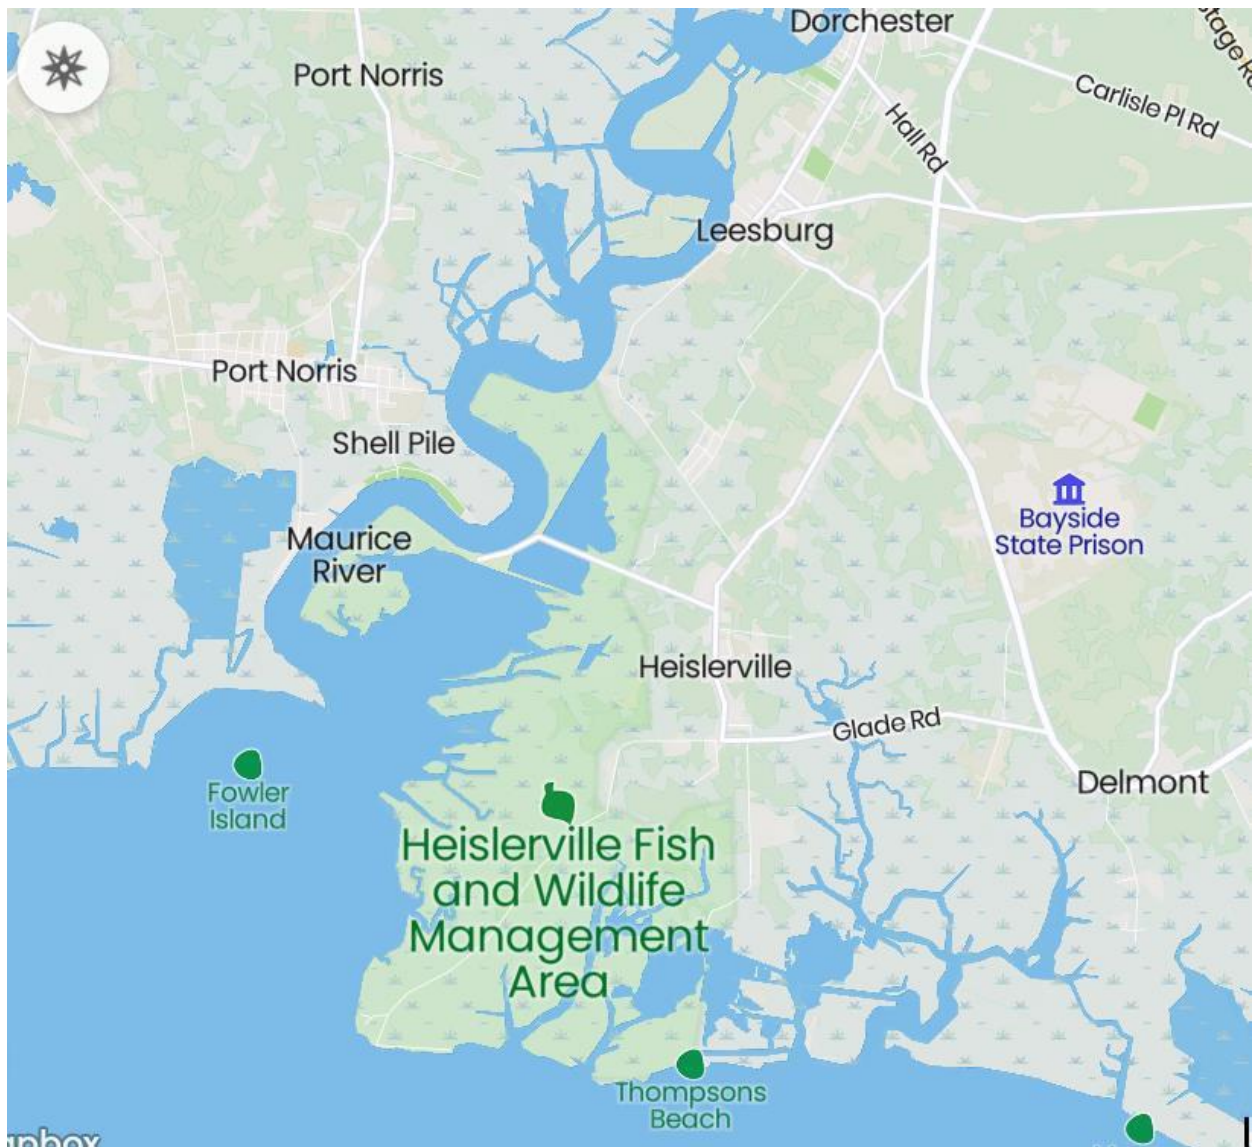 Dorchester
Port Norris
Carlisle Pl Rd
Hall Rd
Leesburg
Port Norris
Shell Pile
Bayside
State Prison
Maurice
River
Heislerville
Glade Rd
Delmont
Fowler
Island
Heislerville Fish
and Wildlife
Management
Area
Thompsons
Beach